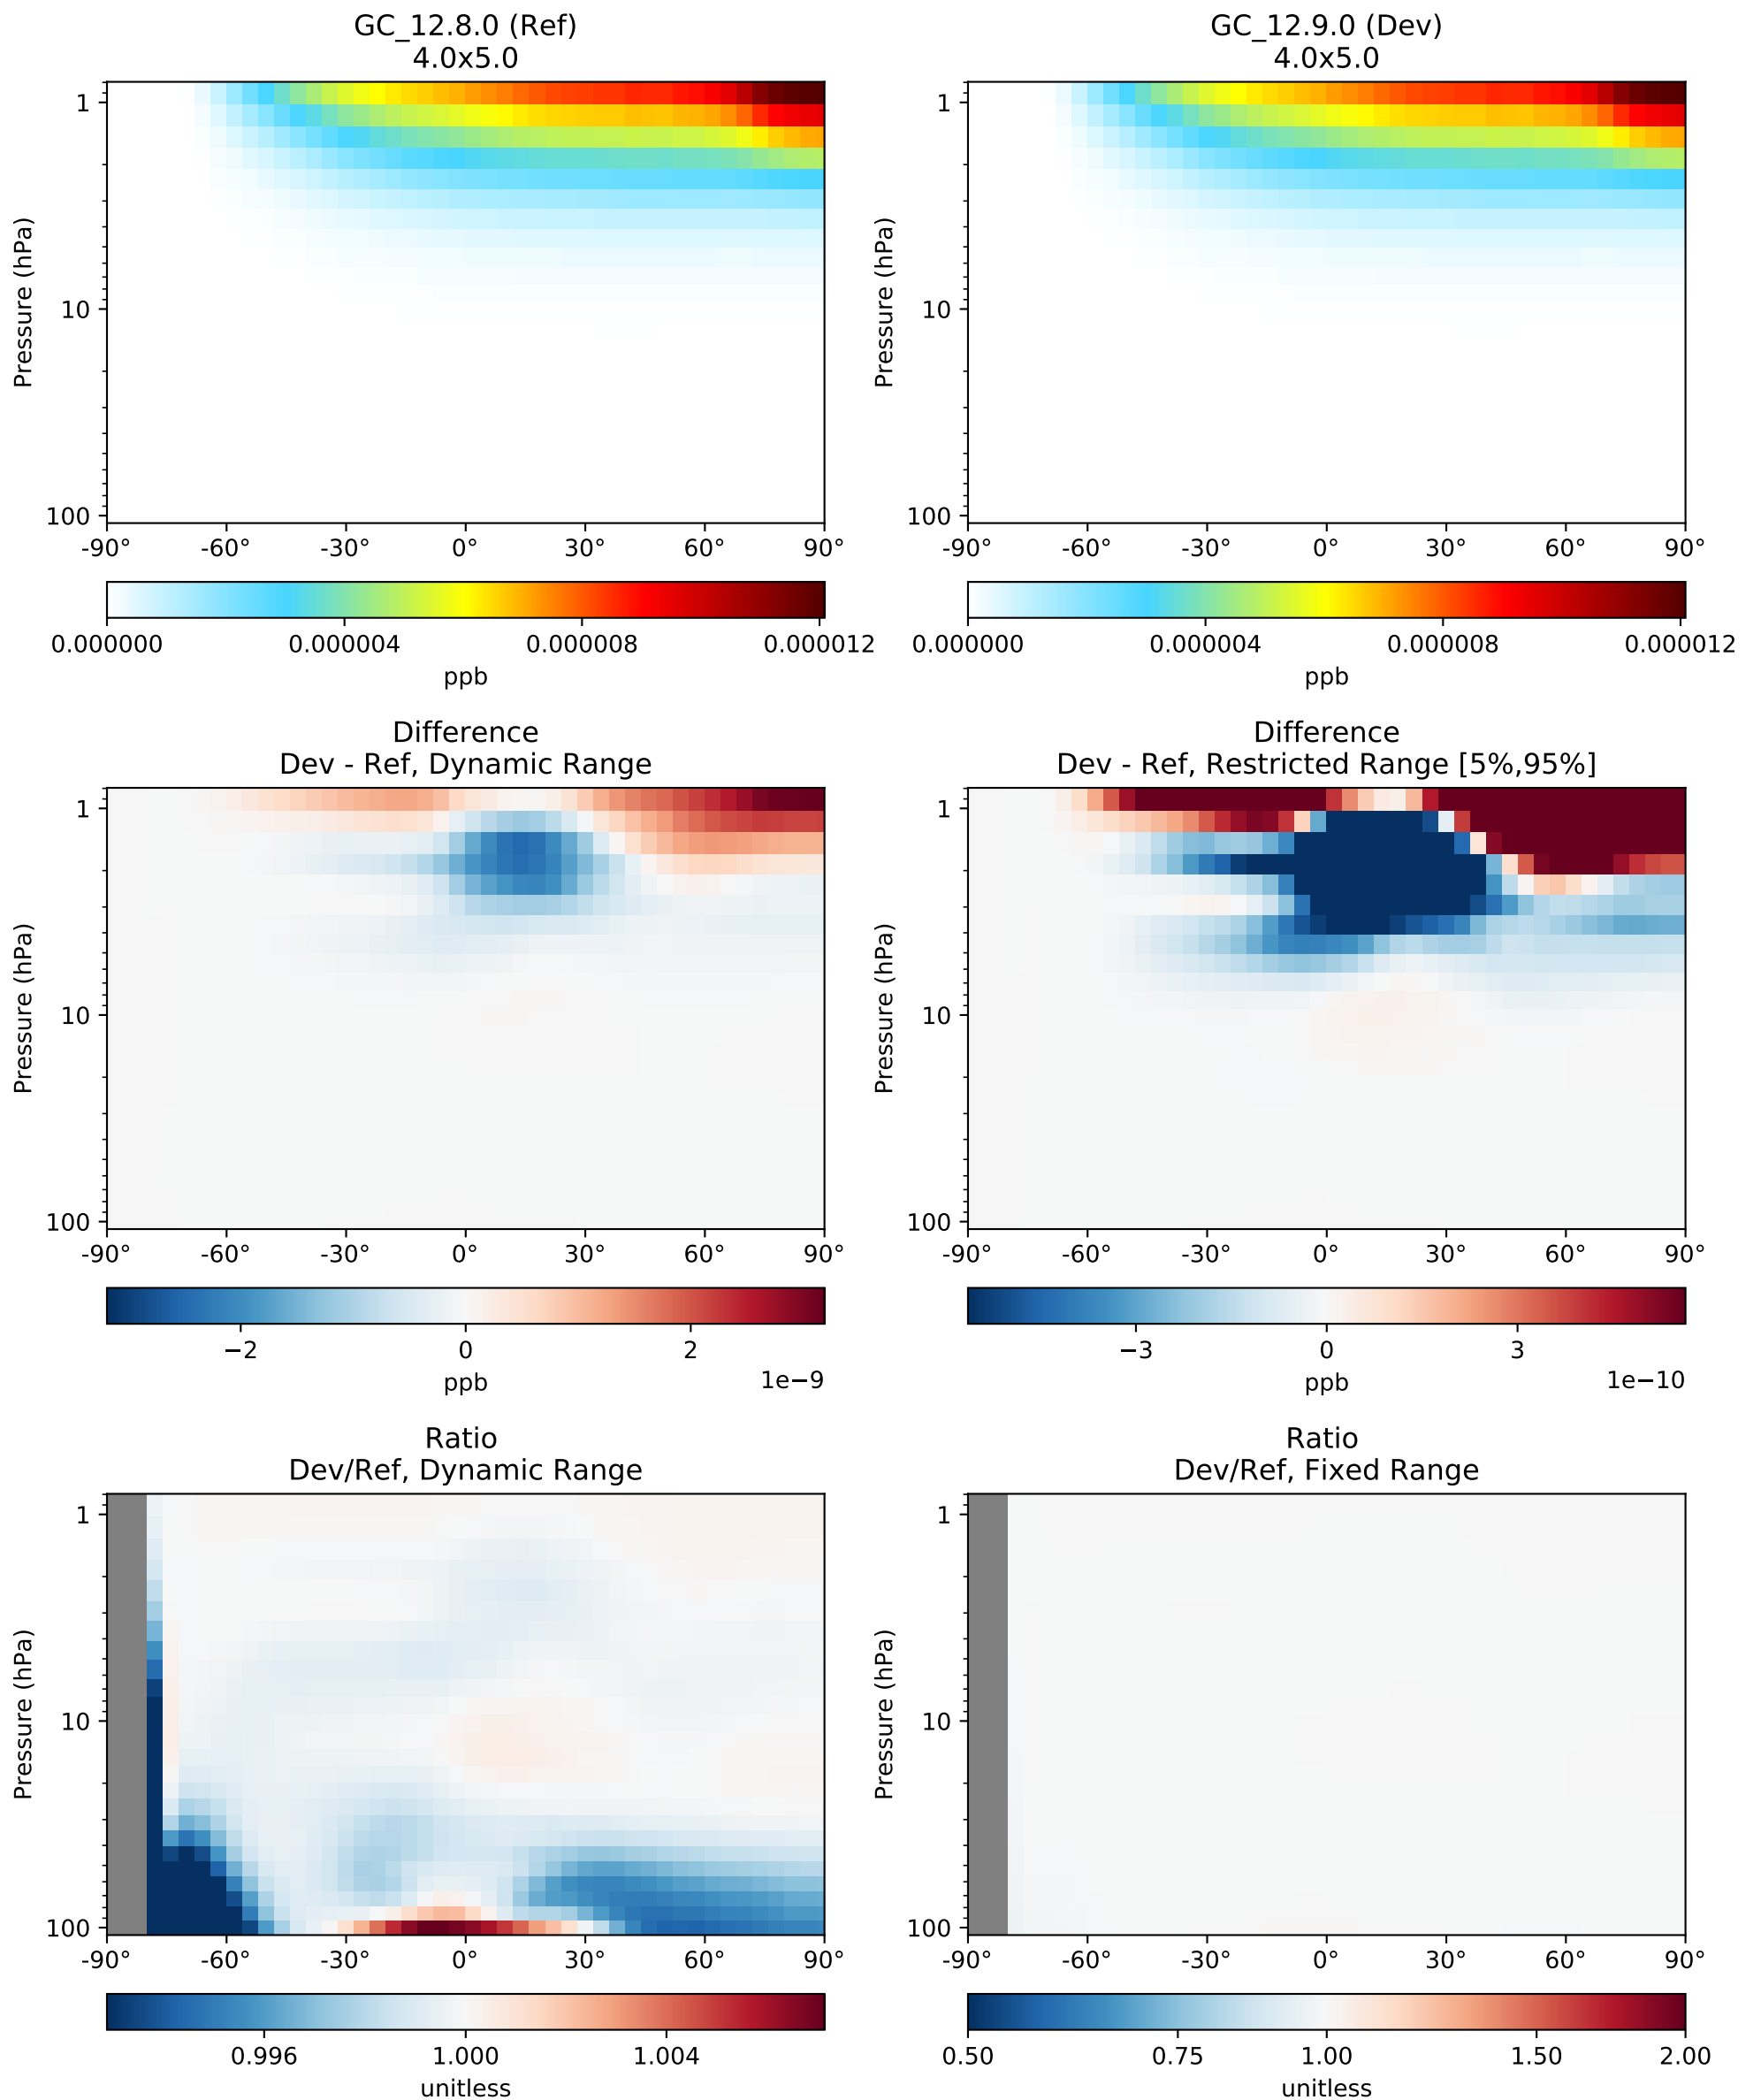 GC_12.8.0 (Ref)
4.0x5.0
Pressure (hPa)
1
10
100
-90° -60° -30° 0° 30° 60° 90°
0.000000 0.000004 0.000008 0.000012
ppb
GC_12.9.0 (Dev)
4.0x5.0
Pressure (hPa)
1
10
100
-90° -60° -30° 0° 30° 60° 90°
0.000000 0.000004 0.000008 0.000012
ppb
Difference
Dev - Ref, Dynamic Range
Pressure (hPa)
1
10
100
-90° -60° -30° 0° 30° 60° 90°
−2 0 2
ppb
1e−9
Difference
Dev - Ref, Restricted Range [5%,95%]
Pressure (hPa)
1
10
100
-90° -60° -30° 0° 30° 60° 90°
−3 0 3
ppb
1e−10
Ratio
Dev/Ref, Dynamic Range
Pressure (hPa)
1
10
100
-90° -60° -30° 0° 30° 60° 90°
0.996 1.000 1.004
unitless
Ratio
Dev/Ref, Fixed Range
Pressure (hPa)
1
10
100
-90° -60° -30° 0° 30° 60° 90°
0.50 0.75 1.00 1.50 2.00
unitless